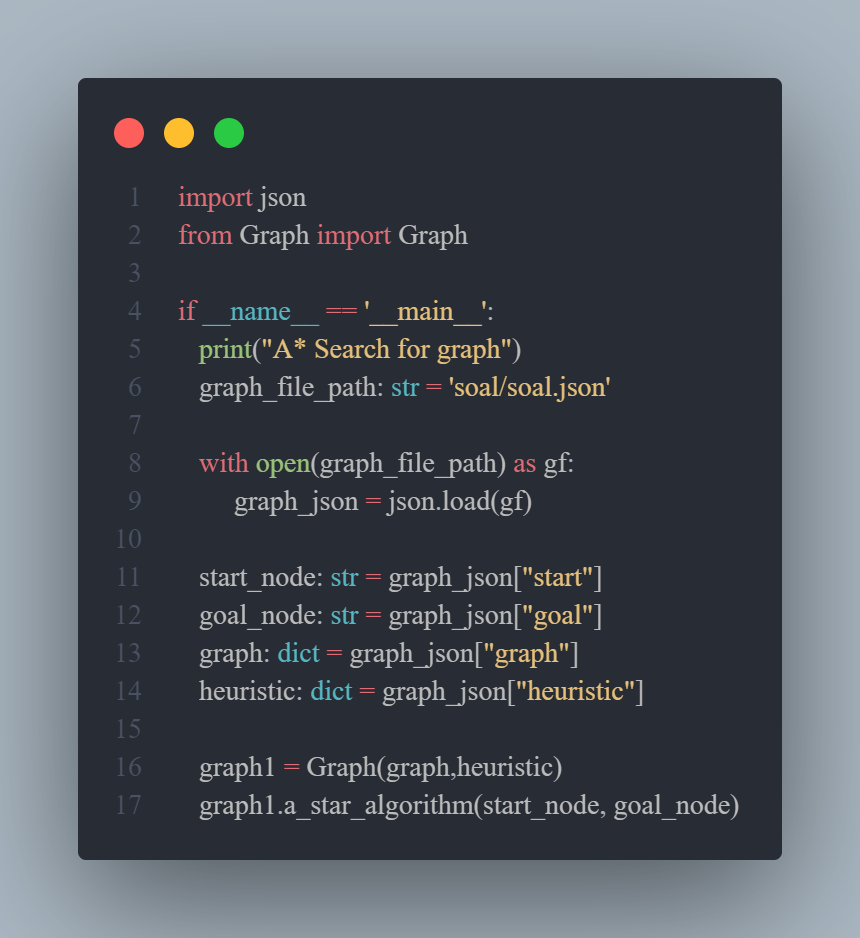 1 import json
2 from Graph import Graph
3
4 if __name__ == '__main__':
5    print("A* Search for graph")
6    graph_file_path: str = 'soal/soal.json'
7
8    with open(graph_file_path) as gf:
9        graph_json = json.load(gf)
10
11    start_node: str = graph_json["start"]
12    goal_node: str = graph_json["goal"]
13    graph: dict = graph_json["graph"]
14    heuristic: dict = graph_json["heuristic"]
15
16    graph1 = Graph(graph,heuristic)
17    graph1.a_star_algorithm(start_node, goal_node)